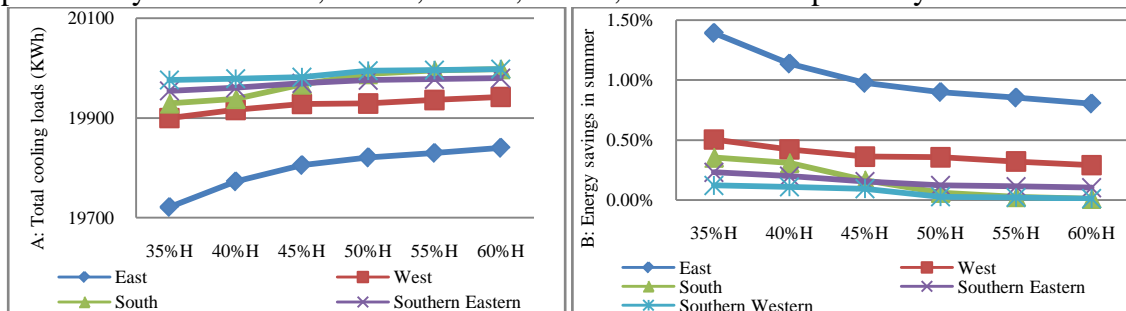 20100
19900
19700
A: Total cooling loads (KWh)
35%H 40%H 45%H 50%H 55%H 60%H
East West
South Southern Eastern
1.50%
1.00%
0.50%
0.00%
B: Energy savings in summer
35%H 40%H 45%H 50%H 55%H 60%H
East West
South Southern Eastern
Southern Western